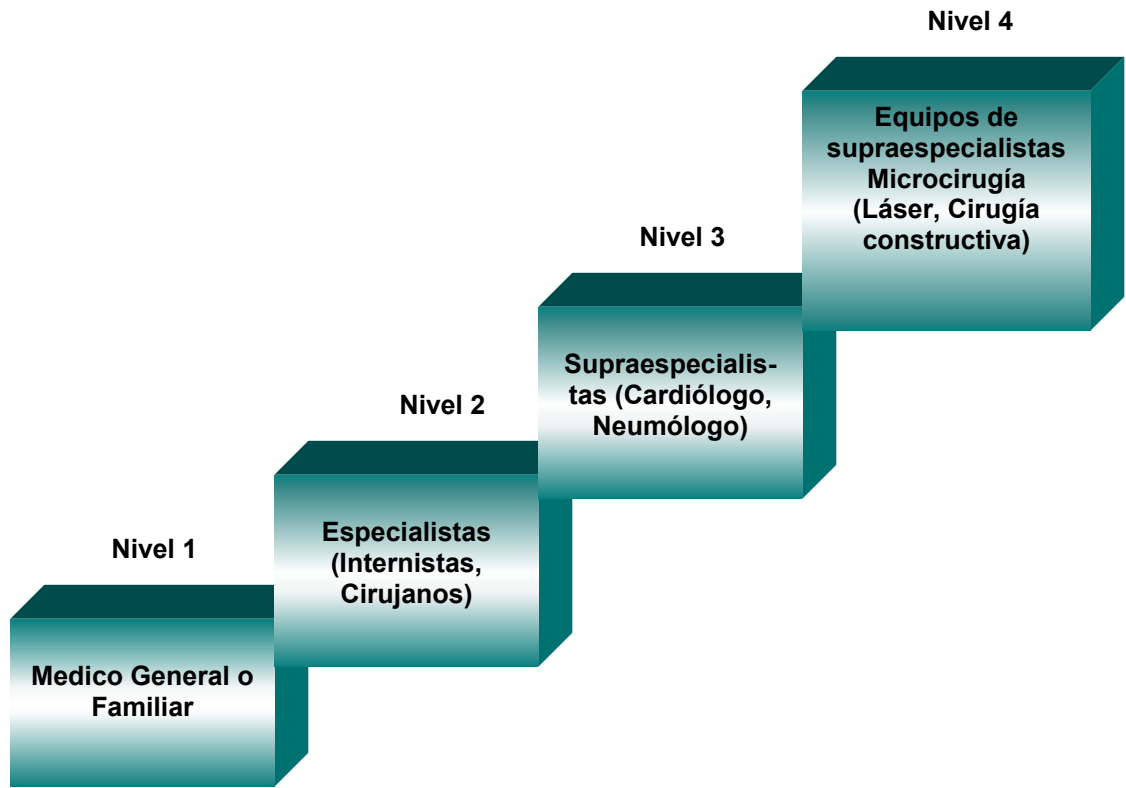 Nivel 4
Equipos de
supraespecialistas
Microcirugía
(Láser, Cirugía
constructiva)
Nivel 3
Supraespecialis-
tas (Cardiólogo,
Neumólogo)
Nivel 2
Especialistas
(Internistas,
Cirujanos)
Nivel 1
Medico General o
Familiar